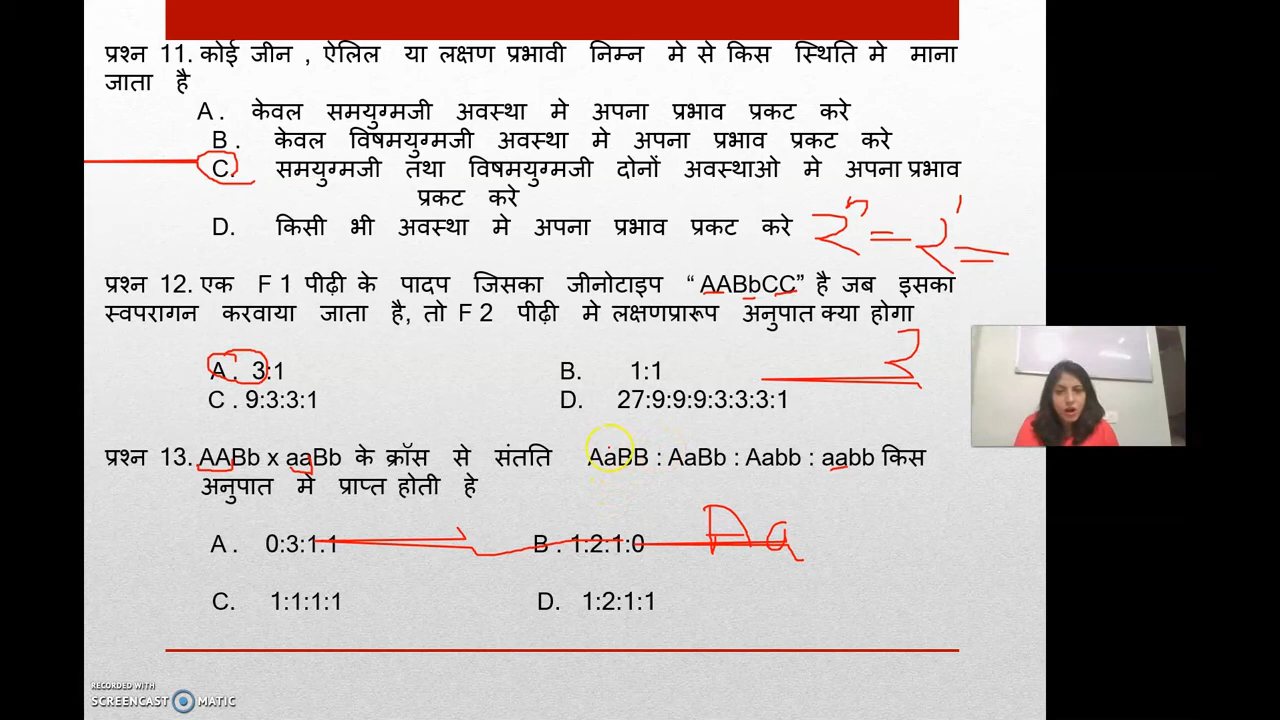 प्रश्न 11. कोई जीन , ऐलिल या लक्षण प्रभावी निम्न मे से किस स्थिति मे माना
जाता है
A . केवल समयुग्मजी अवस्था मे अपना प्रभाव प्रकट करे
B . केवल विषमयुग्मजी अवस्था मे अपना प्रभाव प्रकट करे
C. समयुग्मजी तथा विषमयुग्मजी दोनों अवस्थाओ मे अपना प्रभाव
प्रकट करे
D. किसी भी अवस्था मे अपना प्रभाव प्रकट करे
2ⁿ = 2¹ =
प्रश्न 12. एक F 1 पीढ़ी के पादप जिसका जीनोटाइप “ AABbCC” है जब इसका
स्वपरागन करवाया जाता है, तो F 2 पीढ़ी मे लक्षणप्रारूप अनुपात क्या होगा
A . 3:1 B. 1:1
C . 9:3:3:1 D. 27:9:9:9:3:3:3:1
प्रश्न 13. AABb x aaBb के क्रॉस से संतति AaBB : AaBb : Aabb : aabb किस
अनुपात में प्राप्त होती हे
A . 0:3:1:1 B . 1:2:1:0
A a
C. 1:1:1:1 D. 1:2:1:1
RECORDED WITH
SCREENCAST MATIC